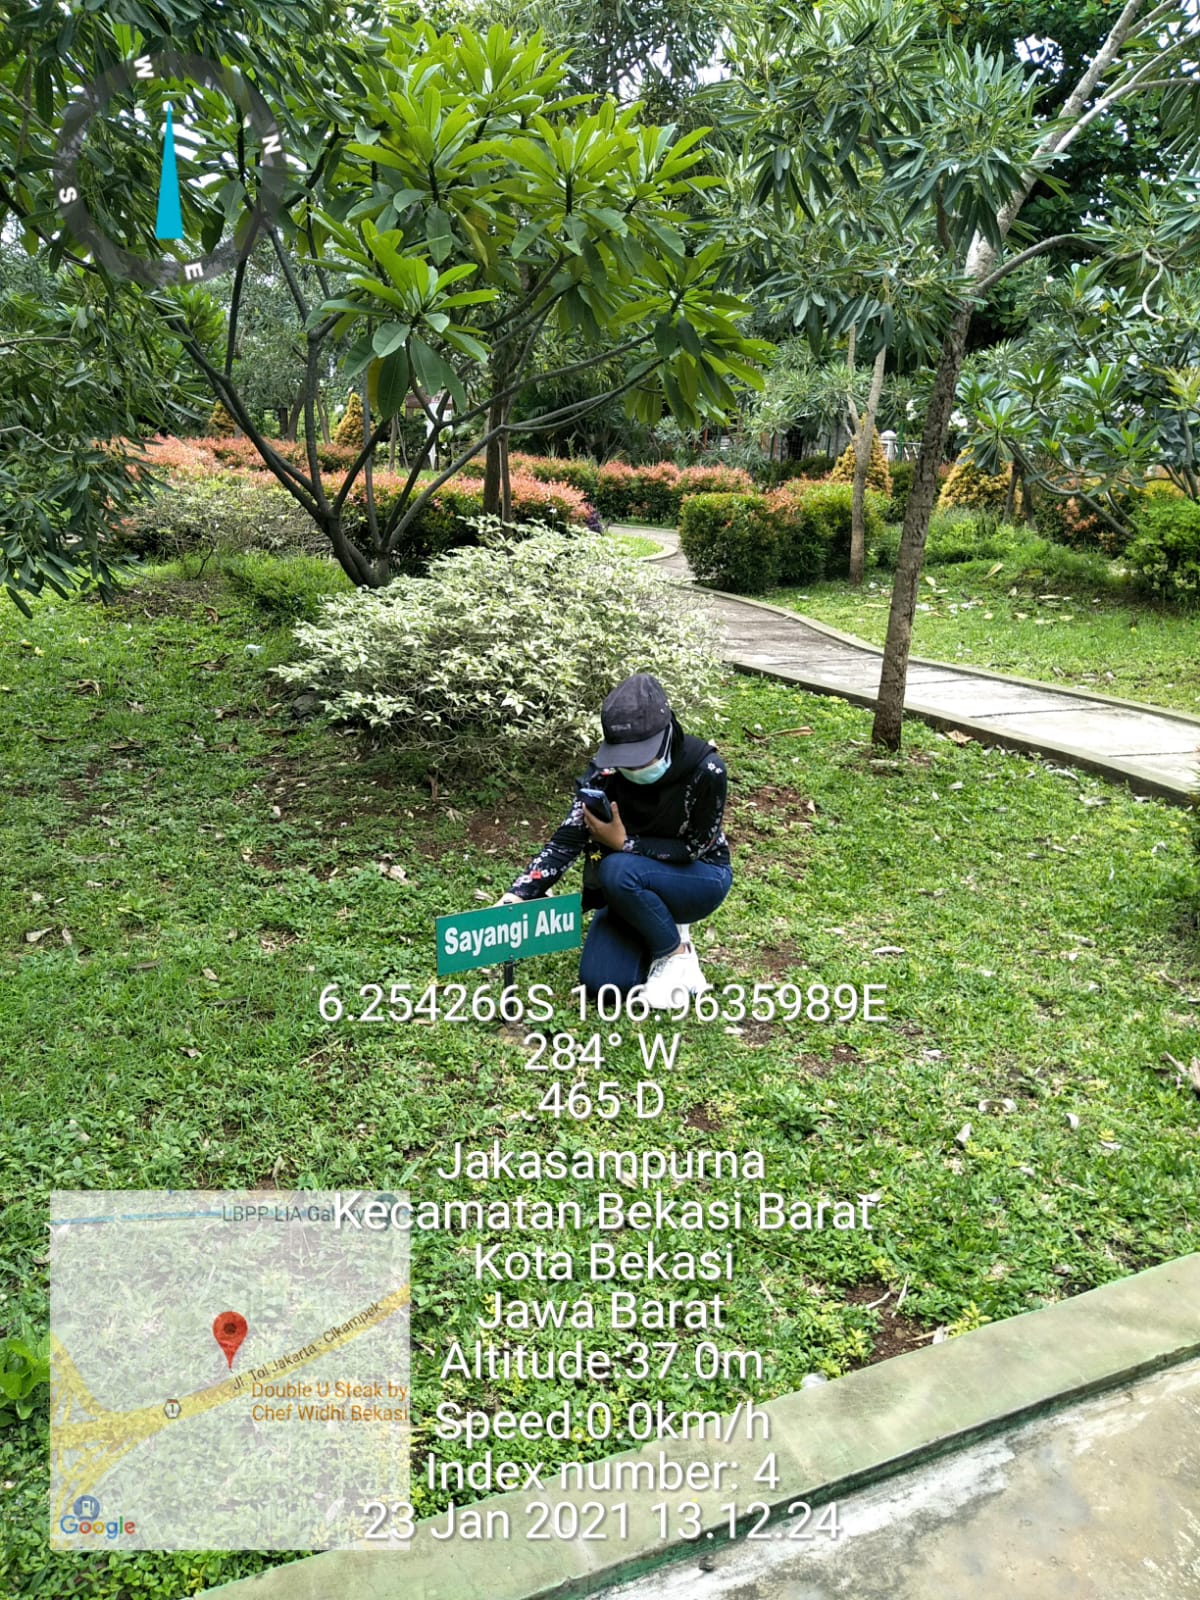 W
N
S
E
Sayangi Aku
6.254266S 106.9635989E
284° W
.465 D
Jakasampurna
Kecamatan Bekasi Barat
Kota Bekasi
Jawa Barat
Altitude:37.0m
Speed:0.0km/h
Index number: 4
23 Jan 2021 13.12.24
LBPP LIA Galaxy
Jl. Tol Jakarta - Cikampek
Double U Steak by
Chef Widhi Bekasi
Google